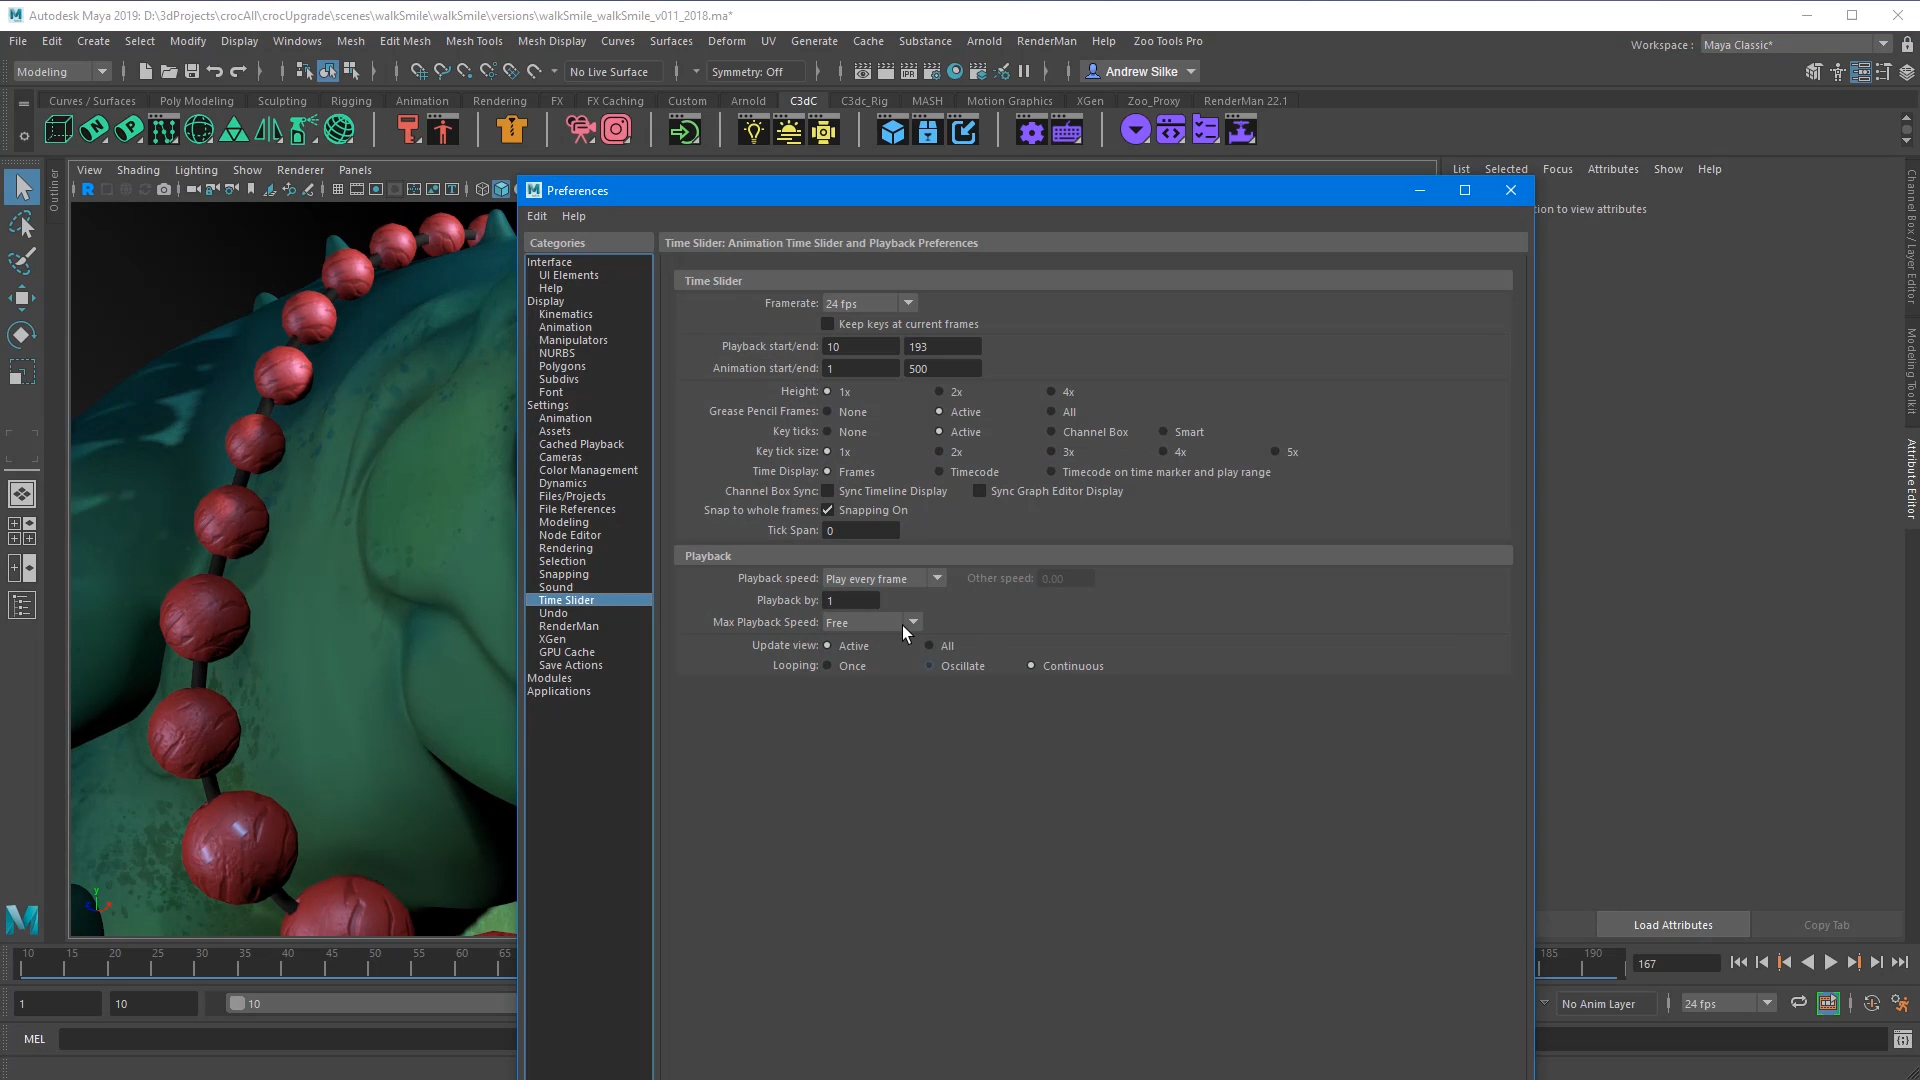 Autodesk Maya 2019: D:\3dProjects\crocAll\crocUpgrade\scenes\walkSmile\walkSmile\versions\walkSmile_walkSmile_v011_2018.ma*
File Edit Create Select Modify Display Windows Mesh Edit Mesh Mesh Tools Mesh Display Curves Surfaces Deform UV Generate Cache Substance Arnold RenderMan Help Zoo Tools Pro
Workspace : Maya Classic*
Modeling No Live Surface Symmetry: Off Andrew Silke
Curves / Surfaces Poly Modeling Sculpting Rigging Animation Rendering FX FX Caching Custom Arnold C3dC C3dc_Rig MASH Motion Graphics XGen Zoo_Proxy RenderMan 22.1
View Shading Lighting Show Renderer Panels
List Selected Focus Attributes Show Help
Outliner
Preferences
Edit Help
tion to view attributes
Categories
Interface
UI Elements
Help
Display
Kinematics
Animation
Manipulators
NURBS
Polygons
Subdivs
Font
Settings
Animation
Assets
Cached Playback
Cameras
Color Management
Dynamics
Files/Projects
File References
Modeling
Node Editor
Rendering
Selection
Snapping
Sound
Time Slider
Undo
RenderMan
XGen
GPU Cache
Save Actions
Modules
Applications
Time Slider: Animation Time Slider and Playback Preferences
Time Slider
Framerate: 24 fps
Keep keys at current frames
Playback start/end: 10 193
Animation start/end: 1 500
Height: 1x 2x 4x
Grease Pencil Frames: None Active All
Key ticks: None Active Channel Box Smart
Key tick size: 1x 2x 3x 4x 5x
Time Display: Frames Timecode Timecode on time marker and play range
Channel Box Sync: Sync Timeline Display Sync Graph Editor Display
Snap to whole frames: Snapping On
Tick Span: 0
Playback
Playback speed: Play every frame Other speed: 0.00
Playback by: 1
Max Playback Speed: Free
Update view: Active All
Looping: Once Oscillate Continuous
Channel Box / Layer Editor
Modeling Toolkit
Attribute Editor
Load Attributes Copy Tab
y
10 15 20 25 30 35 40 45 50 55 60 65 185 190 167
1 10 10 No Anim Layer 24 fps
MEL